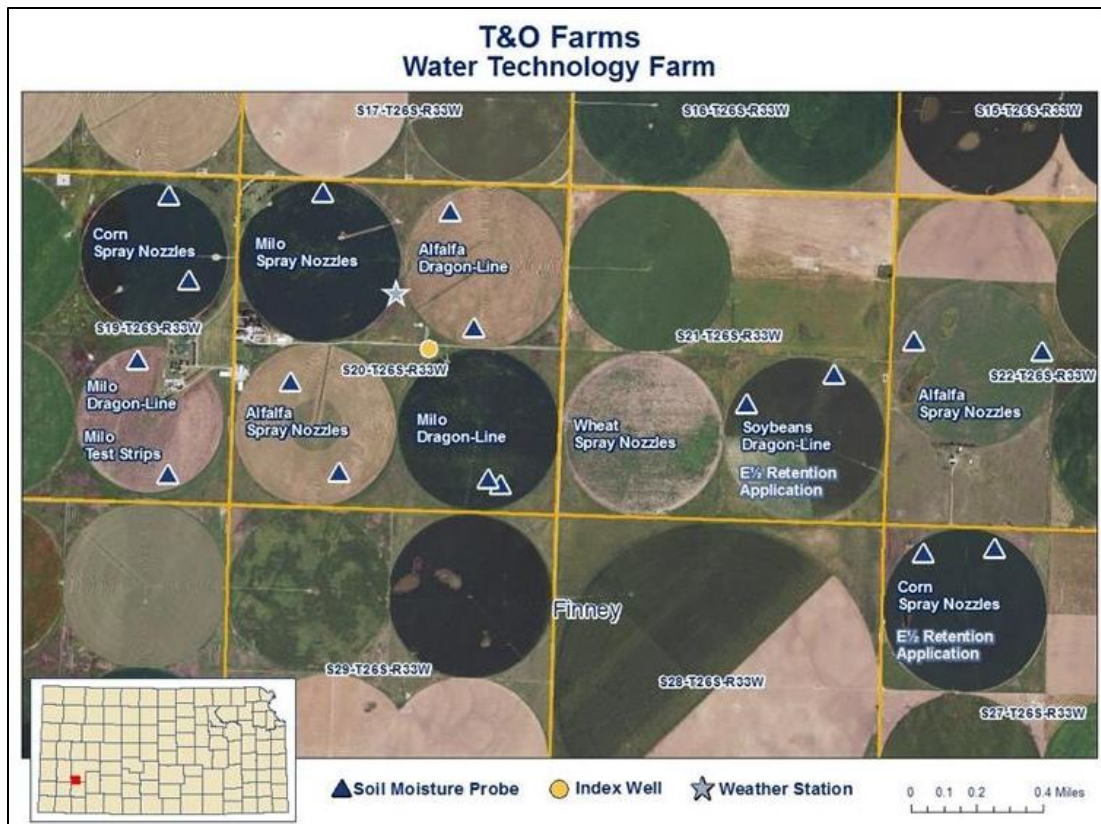 T&O Farms
Water Technology Farm
S17-T26S-R33W
S16-T26S-R33W
S15-T26S-R33W
Corn
Spray Nozzles
Milo
Spray Nozzles
Alfalfa
Dragon-Line
S19-T26S-R33W
S20-T26S-R33W
S21-T26S-R33W
S22-T26S-R33W
Milo
Dragon-Line
Milo
Test Strips
Alfalfa
Spray Nozzles
Milo
Dragon-Line
Wheat
Spray Nozzles
Soybeans
Dragon-Line
E½ Retention
Application
Alfalfa
Spray Nozzles
Corn
Spray Nozzles
E½ Retention
Application
Finney
S29-T26S-R33W
S28-T26S-R33W
S27-T26S-R33W
Soil Moisture Probe
Index Well
Weather Station
0 0.1 0.2 0.4 Miles